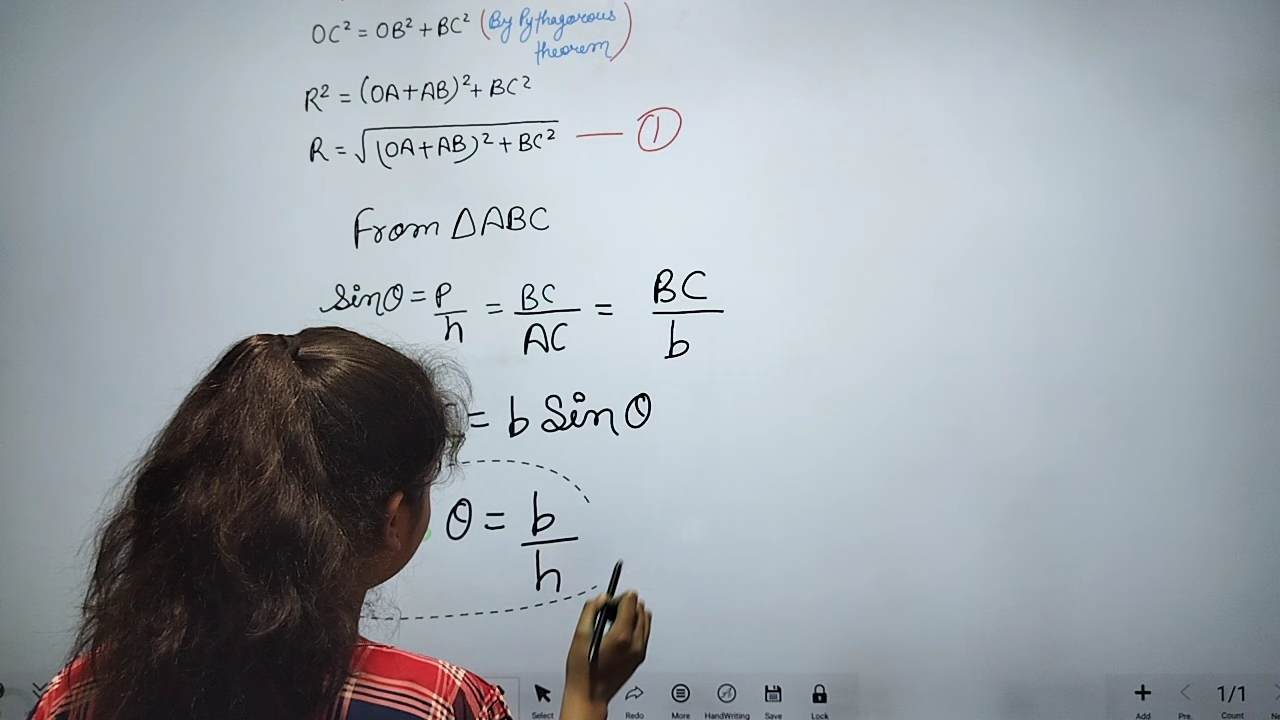 OC² = OB² + BC² (By Pythagorous theorem)
R² = (OA+AB)² + BC²
R = √(OA+AB)² + BC² — ①
From △ABC
Sinθ = P/h = BC/AC = BC/b
= b Sinθ
θ = b/h
Select
Redo
More
HandWriting
Save
Lock
Add
Pre.
1/1
Count